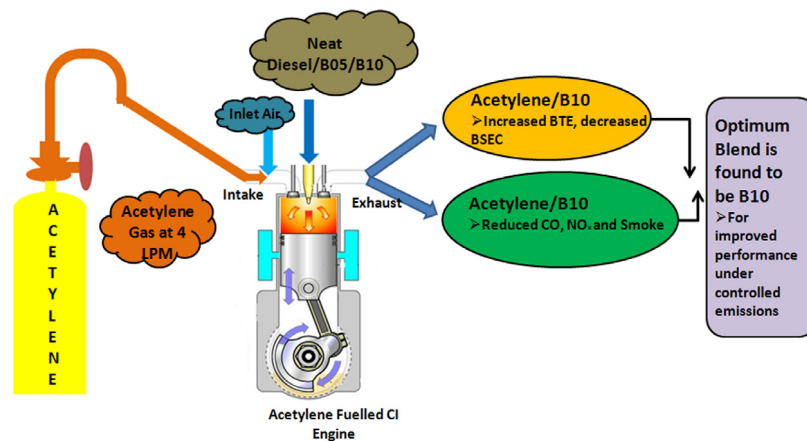 Neat
Diesel/B05/B10
Inlet Air
Acetylene/B10
➢Increased BTE, decreased
BSEC
Optimum
Blend is
found to
be B10
➢For
improved
performance
under
controlled
emissions
Intake
Exhaust
Acetylene
Gas at 4
LPM
Acetylene/B10
➢Reduced CO, NOₓ and Smoke
A
C
E
T
Y
L
E
N
E
Acetylene Fuelled CI
Engine